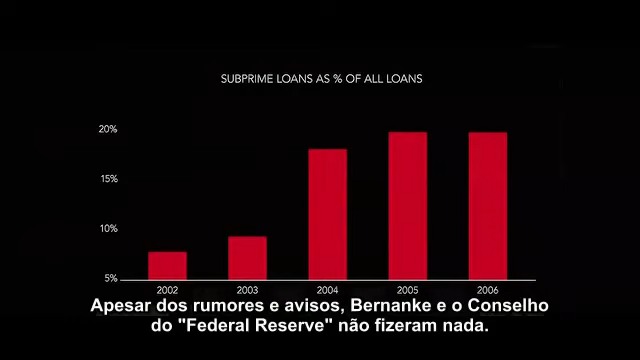 SUBPRIME LOANS AS % OF ALL LOANS
20%
15%
10%
5%
2002 2003 2004 2005 2006
Apesar dos rumores e avisos, Bernanke e o Conselho
do "Federal Reserve" não fizeram nada.